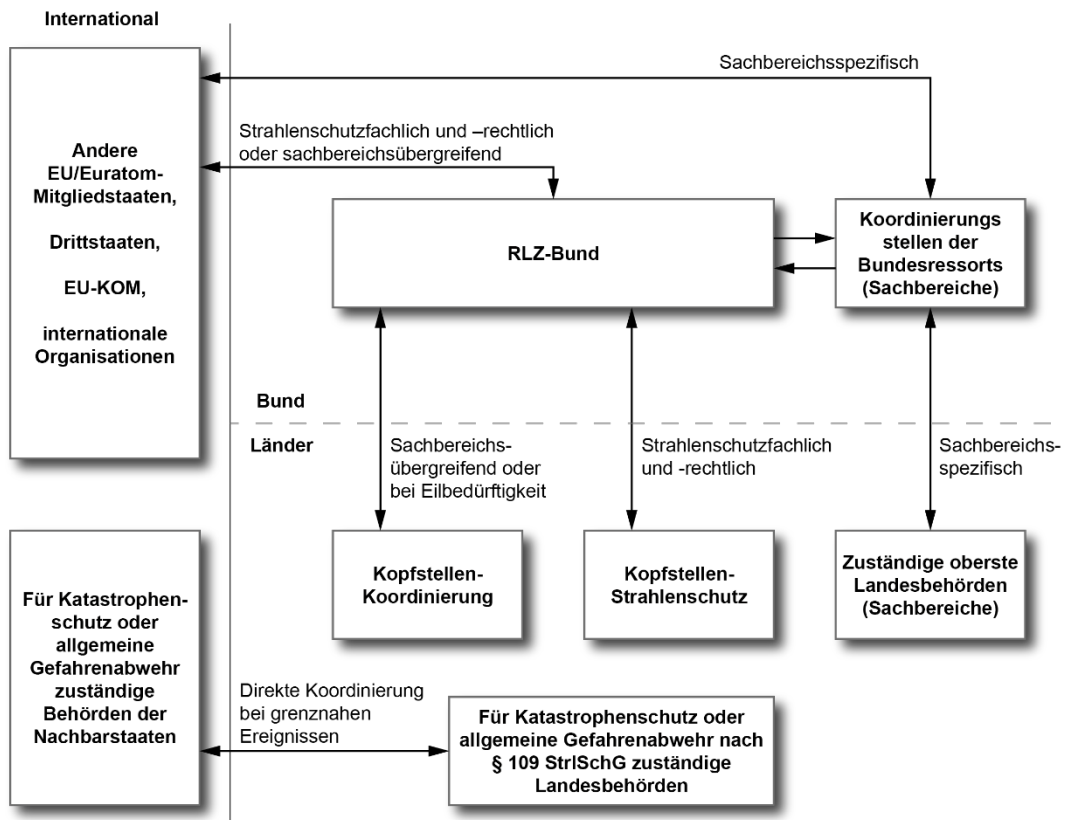 International
Sachbereichsspezifisch
Strahlenschutzfachlich und –rechtlich
oder sachbereichsübergreifend
Andere
EU/Euratom-
Mitgliedstaaten,
Drittstaaten,
EU-KOM,
internationale
Organisationen
RLZ-Bund
Koordinierungs
stellen der
Bundesressorts
(Sachbereiche)
Bund
Länder
Sachbereichs-
übergreifend oder
bei Eilbedürftigkeit
Strahlenschutzfachlich
und -rechtlich
Sachbereichs-
spezifisch
Kopfstellen-
Koordinierung
Kopfstellen-
Strahlenschutz
Zuständige oberste
Landesbehörden
(Sachbereiche)
Für Katastrophen-
schutz oder
allgemeine
Gefahrenabwehr
zuständige
Behörden der
Nachbarstaaten
Direkte Koordinierung
bei grenznahen
Ereignissen
Für Katastrophenschutz oder
allgemeine Gefahrenabwehr nach
§ 109 StrlSchG zuständige
Landesbehörden